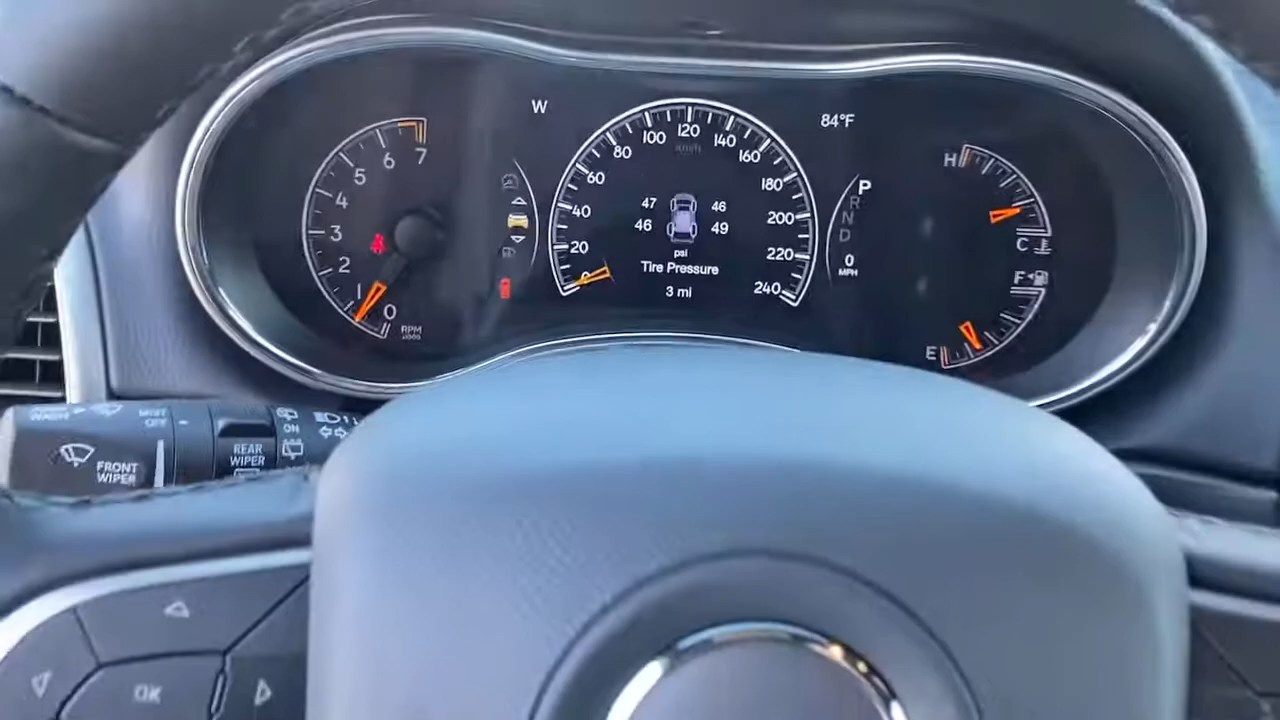 W
84°F
7
6
5
4
3
2
1
0
RPM
x1000
0
20
40
60
80
100
120
140
160
180
200
220
240
km/h
47 46
46 49
psi
Tire Pressure
3 mi
P
R
N
D
0
MPH
H
C
F
E
MIST
OFF
FRONT
WIPER
REAR
WIPER
ON
OK